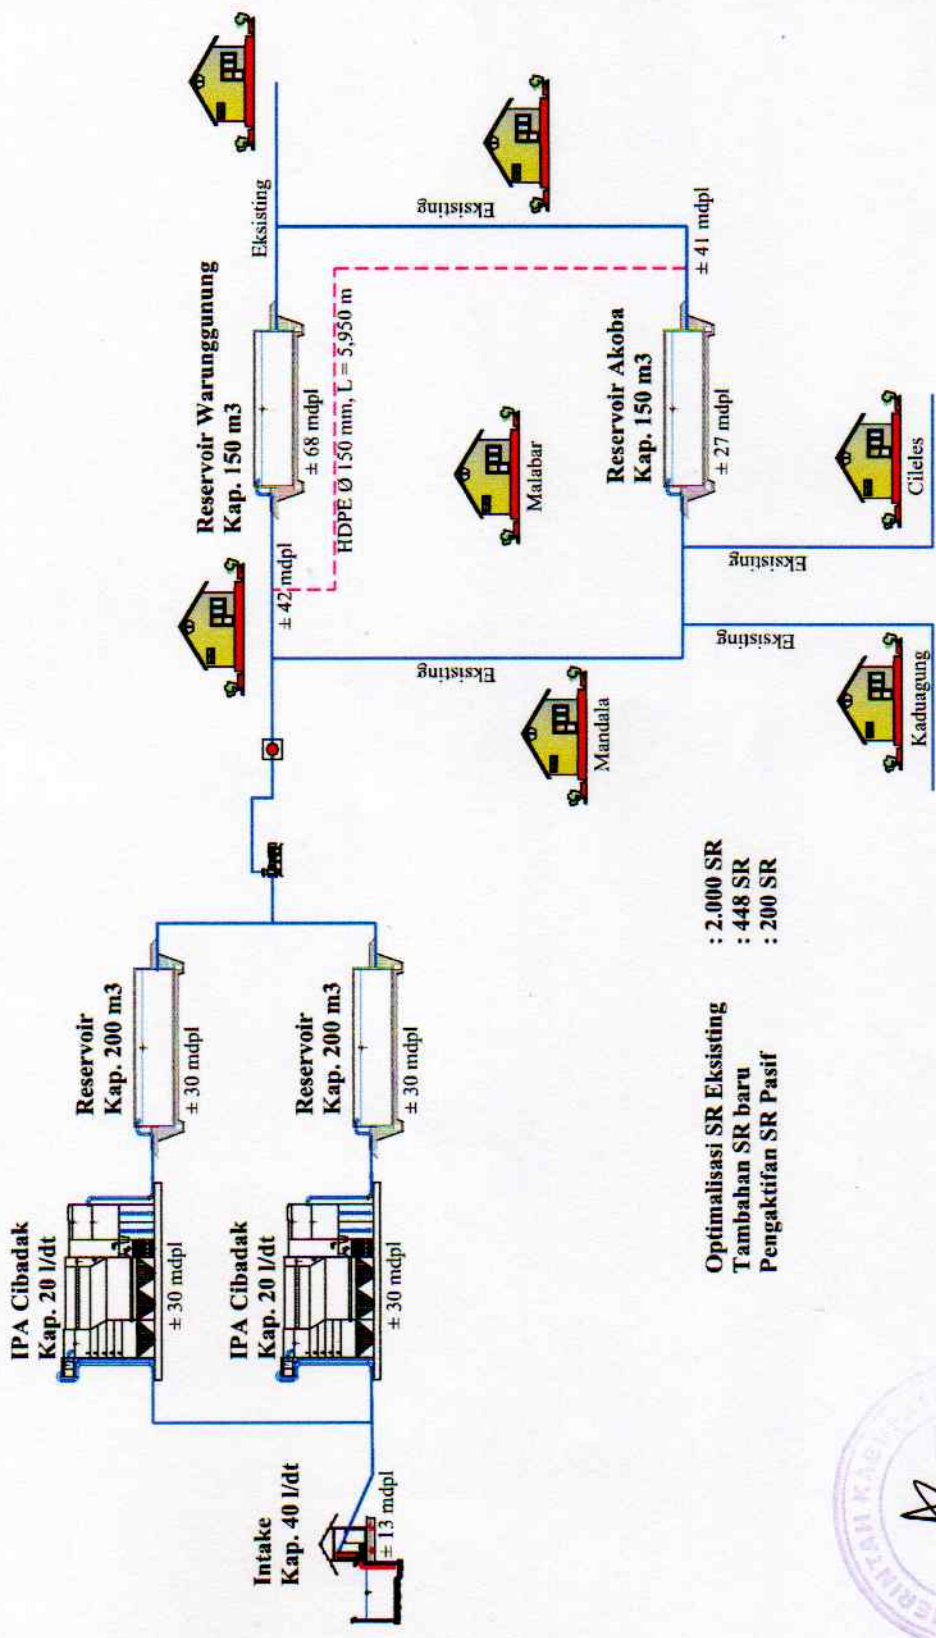 Intake
Kap. 40 l/dt
± 13 mdpl
IPA Cibadak
Kap. 20 l/dt
± 30 mdpl
IPA Cibadak
Kap. 20 l/dt
± 30 mdpl
Reservoir
Kap. 200 m3
± 30 mdpl
Reservoir
Kap. 200 m3
± 30 mdpl
± 42 mdpl
Reservoir Warunggunung
Kap. 150 m3
± 68 mdpl
HDPE Ø 150 mm, L = 5,950 m
Eksisting
Eksisting
± 41 mdpl
Malabar
Reservoir Akoba
Kap. 150 m3
± 27 mdpl
Eksisting
Mandala
Eksisting
Eksisting
Kaduagung
Cileles
Optimalisasi SR Eksisting : 2.000 SR
Tambahan SR baru : 448 SR
Pengaktifan SR Pasif : 200 SR